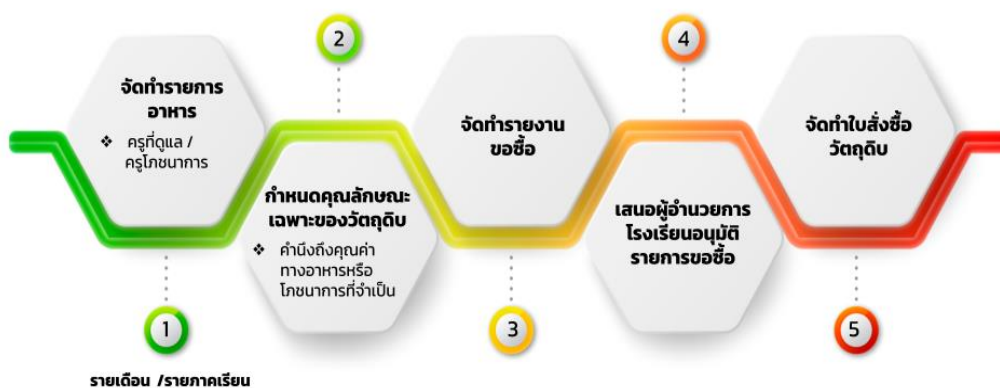 จัดทำรายการ
อาหาร
❖ ครูที่ดูแล /
ครูโภชนาการ
1
รายเดือน /รายภาคเรียน
2
กำหนดคุณลักษณะ
เฉพาะของวัตถุดิบ
❖ คำนึงถึงคุณค่า
ทางอาหารหรือ
โภชนาการที่จำเป็น
จัดทำรายงาน
ขอซื้อ
3
4
เสนอผู้อำนวยการ
โรงเรียนอนุมัติ
รายการขอซื้อ
จัดทำใบสั่งซื้อ
วัตถุดิบ
5